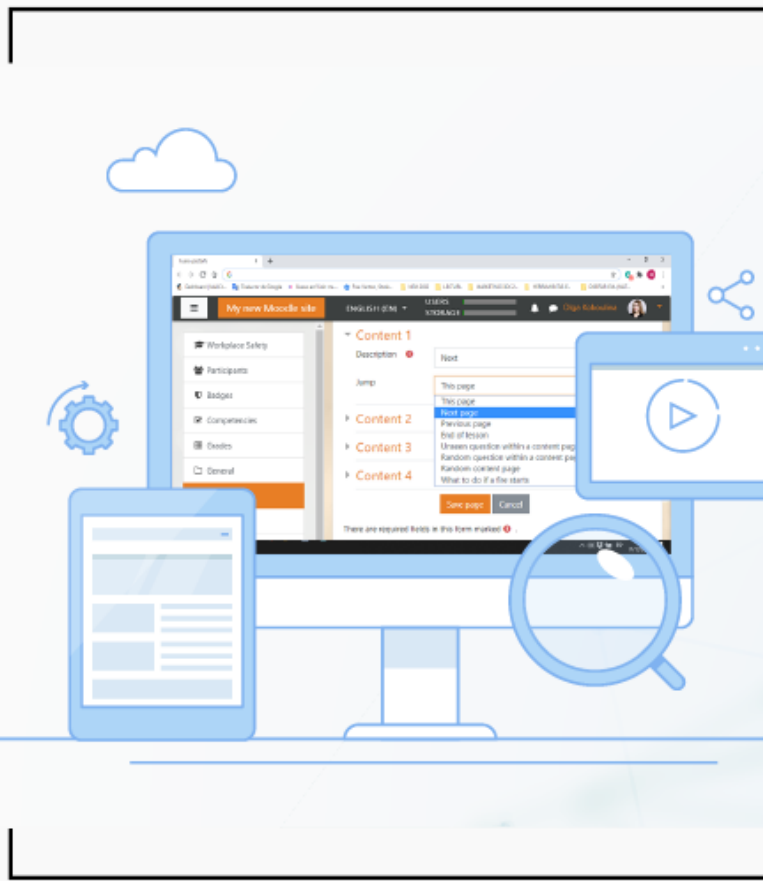 My new Moodle site
ENGLISH (EN)
USERS
STORAGE
Workplace Safety
Participants
Badges
Competencies
Grades
General
Content 1
Description
Next
Jump
This page
This page
Next page
Previous page
End of lesson
Unseen question within a content pag
Random question within a content pag
Random content page
What to do if a fire starts
Content 2
Content 3
Content 4
Save page
Cancel
There are required fields in this form marked